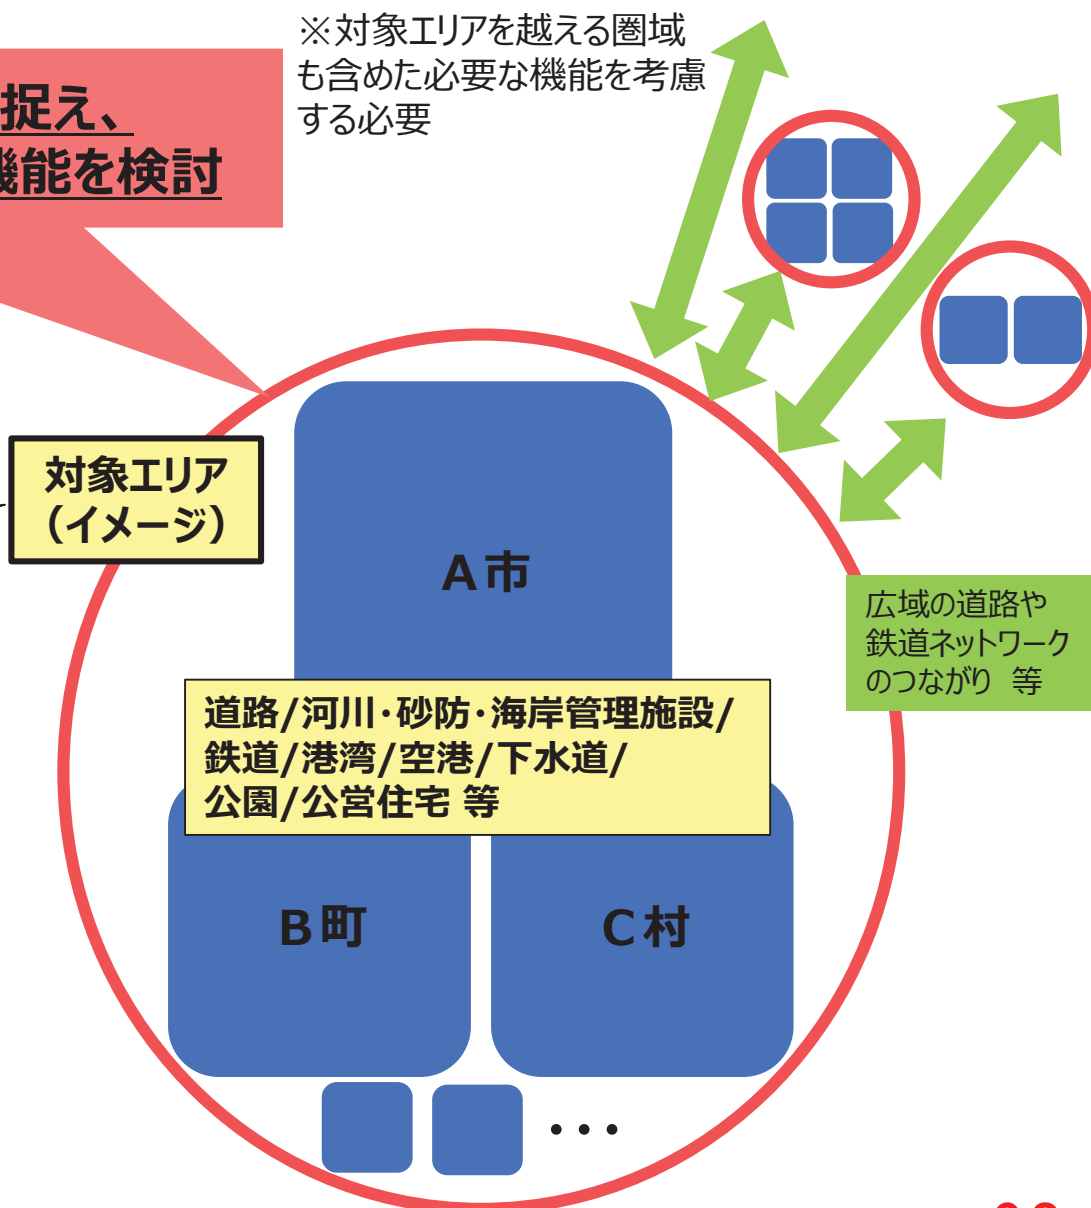 ※対象エリアを越える圏域
も含めた必要な機能を考慮
する必要
捉え、
機能を検討
対象エリア
（イメージ）
A市
広域の道路や
鉄道ネットワーク
のつながり 等
道路/河川・砂防・海岸管理施設/
鉄道/港湾/空港/下水道/
公園/公営住宅 等
B町
C村
・・・